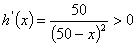 h'(x) = 50 / (50 − x)² > 0